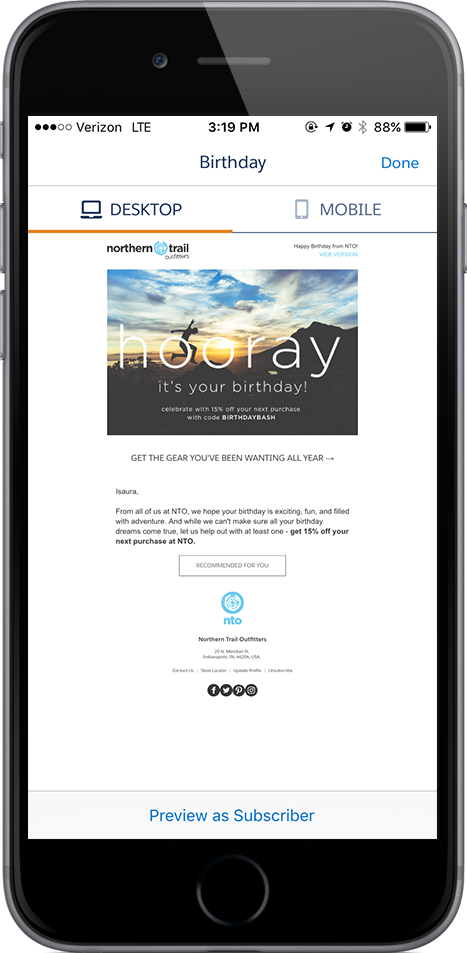 Verizon LTE 3:19 PM 88%
Birthday Done
DESKTOP MOBILE
northern trail
outfitters
Happy Birthday from NTO!
WEB VERSION
hooray
it's your birthday!
celebrate with 15% off your next purchase
with code BIRTHDAYBASH
GET THE GEAR YOU'VE BEEN WANTING ALL YEAR →
Isaura,
From all of us at NTO, we hope your birthday is exciting, fun, and filled
with adventure. And while we can't make sure all your birthday
dreams come true, let us help out with at least one - get 15% off your
next purchase at NTO.
RECOMMENDED FOR YOU
nto
Northern Trail Outfitters
20 N. Meridian St.
Indianapolis, IN, 46204, USA
Contact Us | Store Locator | Update Profile | Unsubscribe
Preview as Subscriber